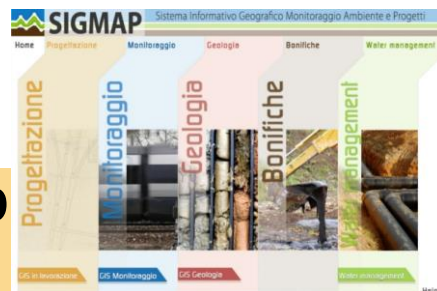 SIGMAP Sistema Informativo Geografico Monitoraggio Ambiente e Progetti
Home Progettazione Monitoraggio Geologia Bonifiche Water management
Progettazione
Monitoraggio
Geologia
Bonifiche
Water management
GIS in lavorazione GIS Monitoraggio GIS Geologia Water management